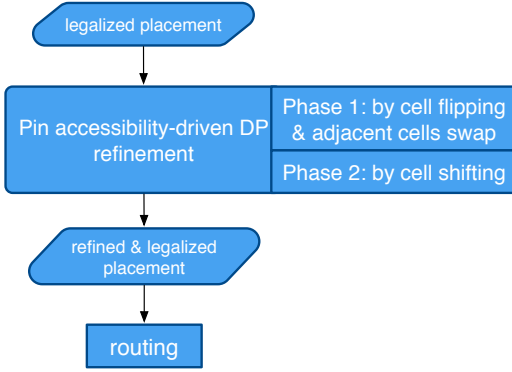 legalized placement
Pin accessibility-driven DP
refinement
Phase 1: by cell flipping
& adjacent cells swap
Phase 2: by cell shifting
refined & legalized
placement
routing